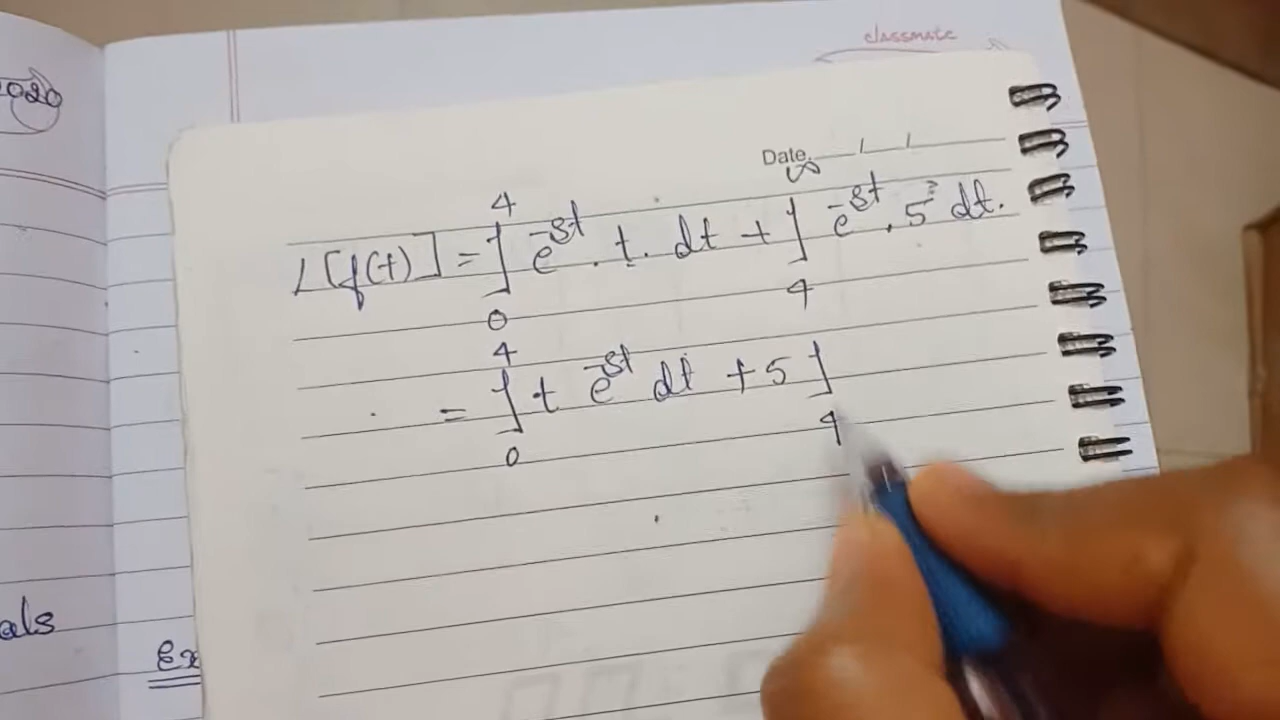 classmate
2020
Date / /
L[f(t)] = ∫₀⁴ e^-st . t . dt + ∫₄^∞ e^-st . 5 dt.
= ∫₀⁴ t e^-st dt + 5 ∫₄
als
Ex